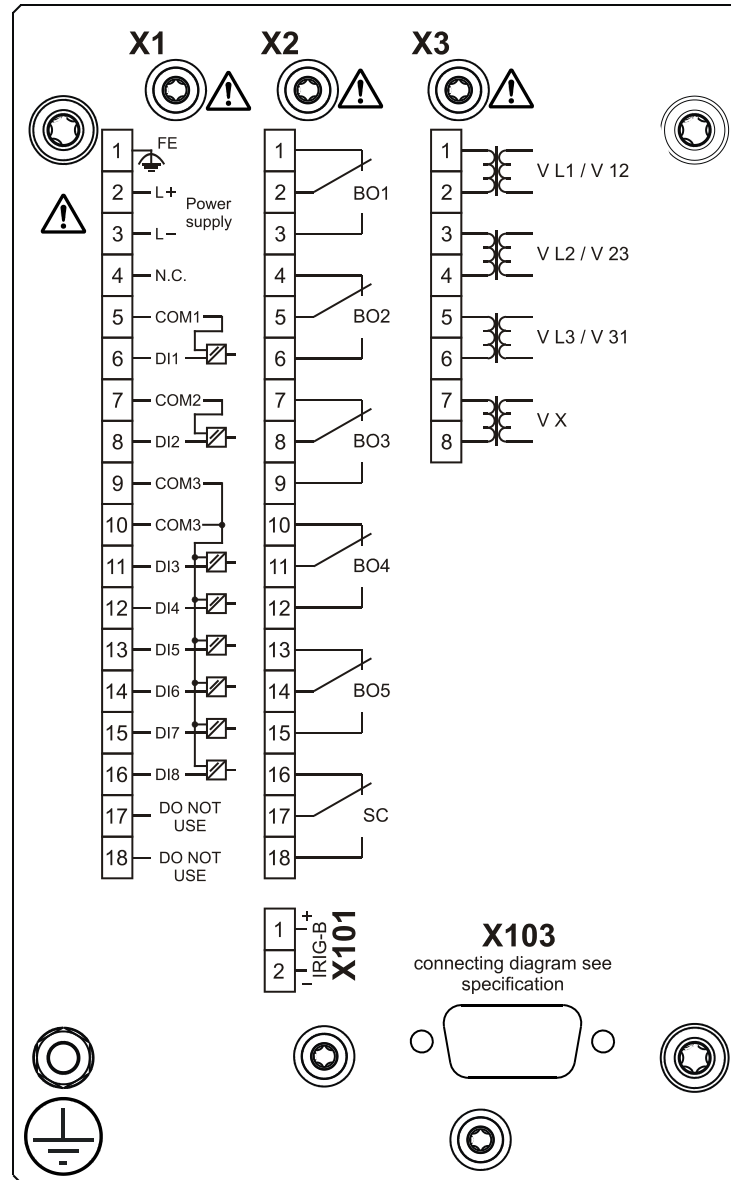 X1 X2 X3
1 FE
2 L+
Power
supply
3 L−
4 N.C.
5 COM1
6 DI1
7 COM2
8 DI2
9 COM3
10 COM3
11 DI3
12 DI4
13 DI5
14 DI6
15 DI7
16 DI8
17 DO NOT
USE
18 DO NOT
USE
1
2 BO1
3
4
5 BO2
6
7
8 BO3
9
10
11 BO4
12
13
14 BO5
15
16
17 SC
18
1
V L1 / V 12
2
3
V L2 / V 23
4
5
V L3 / V 31
6
7
V X
8
1 +
2 −
IRIG-B
X101
X103
connecting diagram see
specification